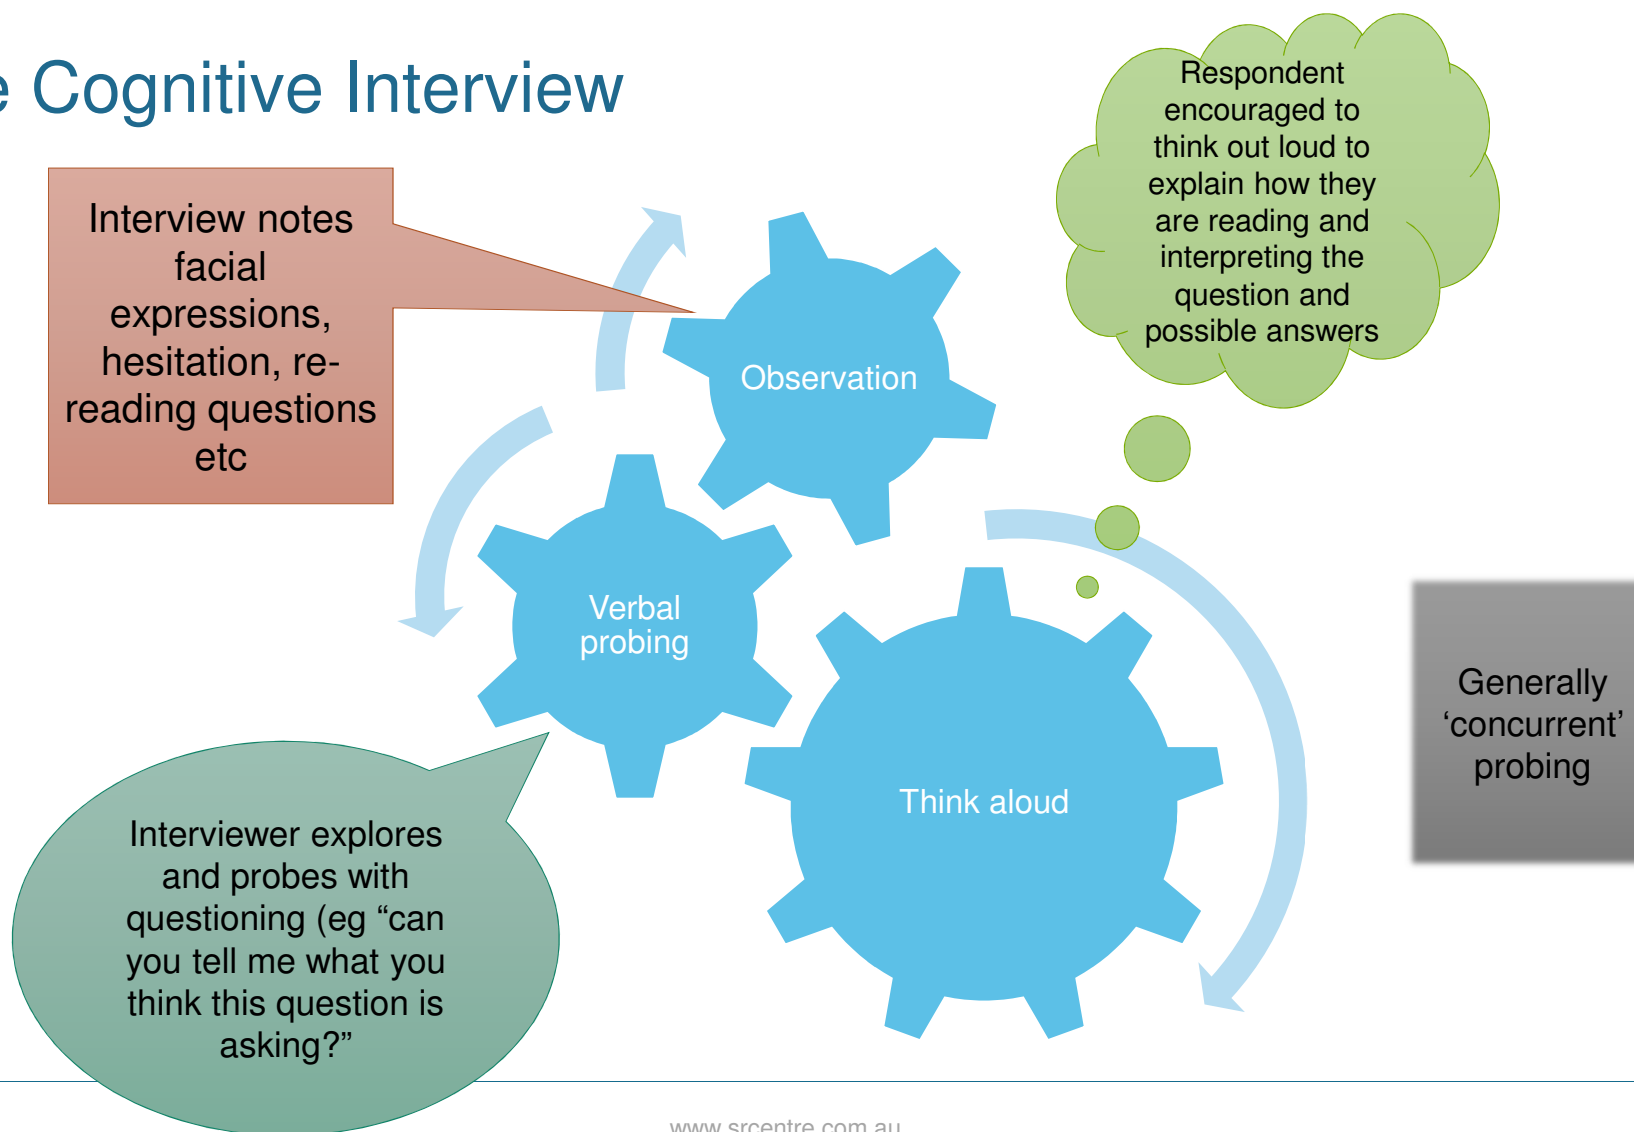 e Cognitive Interview
Interview notes
facial
expressions,
hesitation, re-
reading questions
etc
Respondent
encouraged to
think out loud to
explain how they
are reading and
interpreting the
question and
possible answers
Observation
Verbal
probing
Think aloud
Generally
‘concurrent’
probing
Interviewer explores
and probes with
questioning (eg “can
you tell me what you
think this question is
asking?”
www.srcentre.com.au